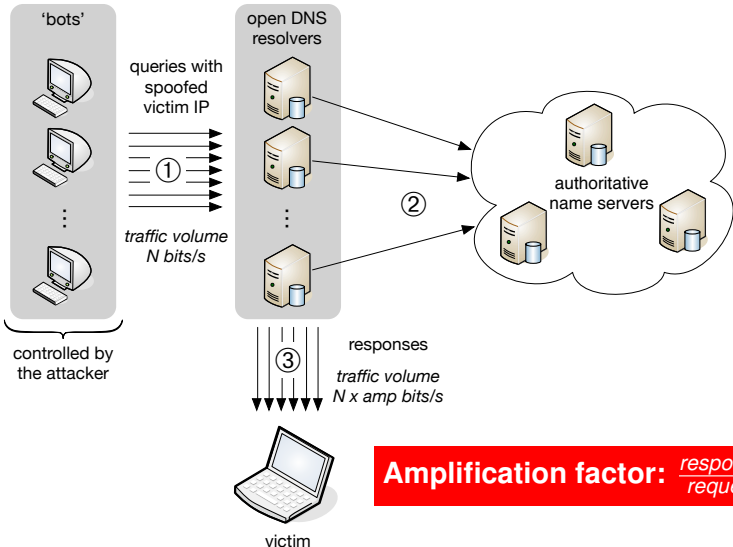 'bots'
open DNS
resolvers
queries with
spoofed
victim IP
①
traffic volume
N bits/s
②
authoritative
name servers
controlled by
the attacker
③
responses
traffic volume
N x amp bits/s
victim
Amplification factor: